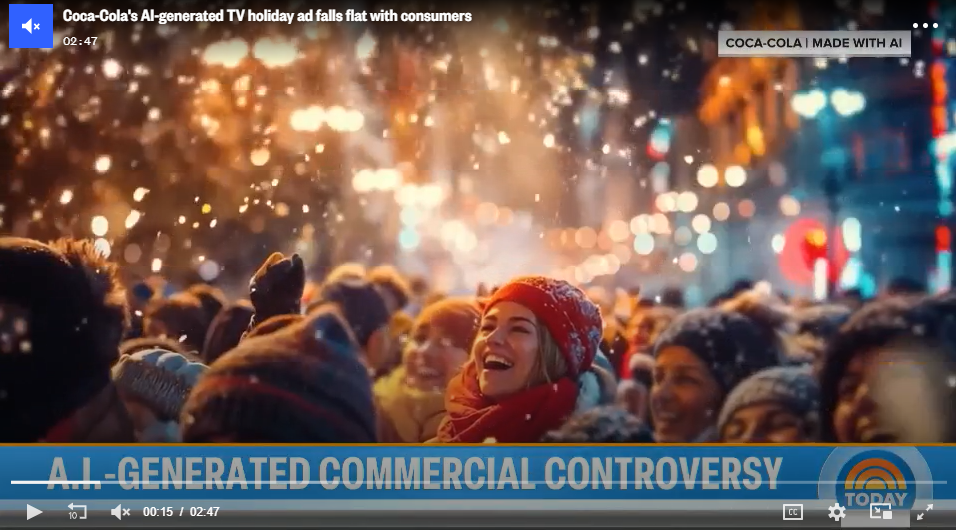 Coca-Cola's AI-generated TV holiday ad falls flat with consumers
02:47
COCA-COLA | MADE WITH AI
A.I.-GENERATED COMMERCIAL CONTROVERSY
TODAY
10
00:15 / 02:47
CC